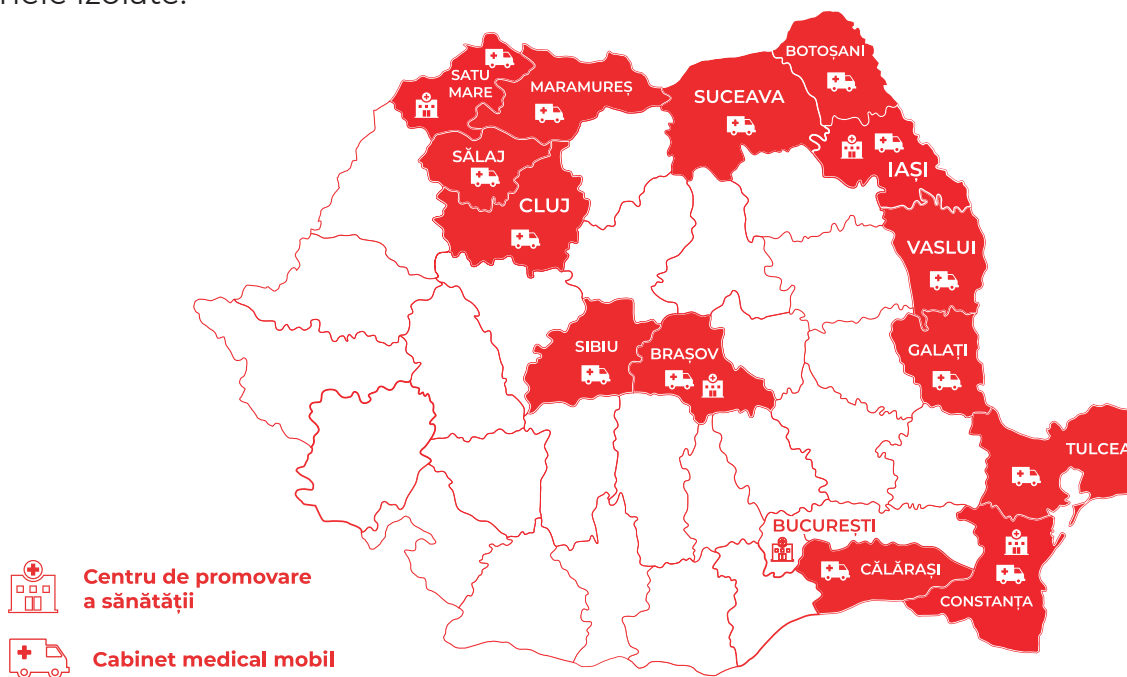 BOTOȘANI
SATU
MARE
MARAMUREȘ
SUCEAVA
SĂLAJ
IAȘI
CLUJ
VASLUI
SIBIU
BRAȘOV
GALAȚI
TULCEA
BUCUREȘTI
CĂLĂRAȘI
CONSTANȚA
Centru de promovare
a sănătății
Cabinet medical mobil